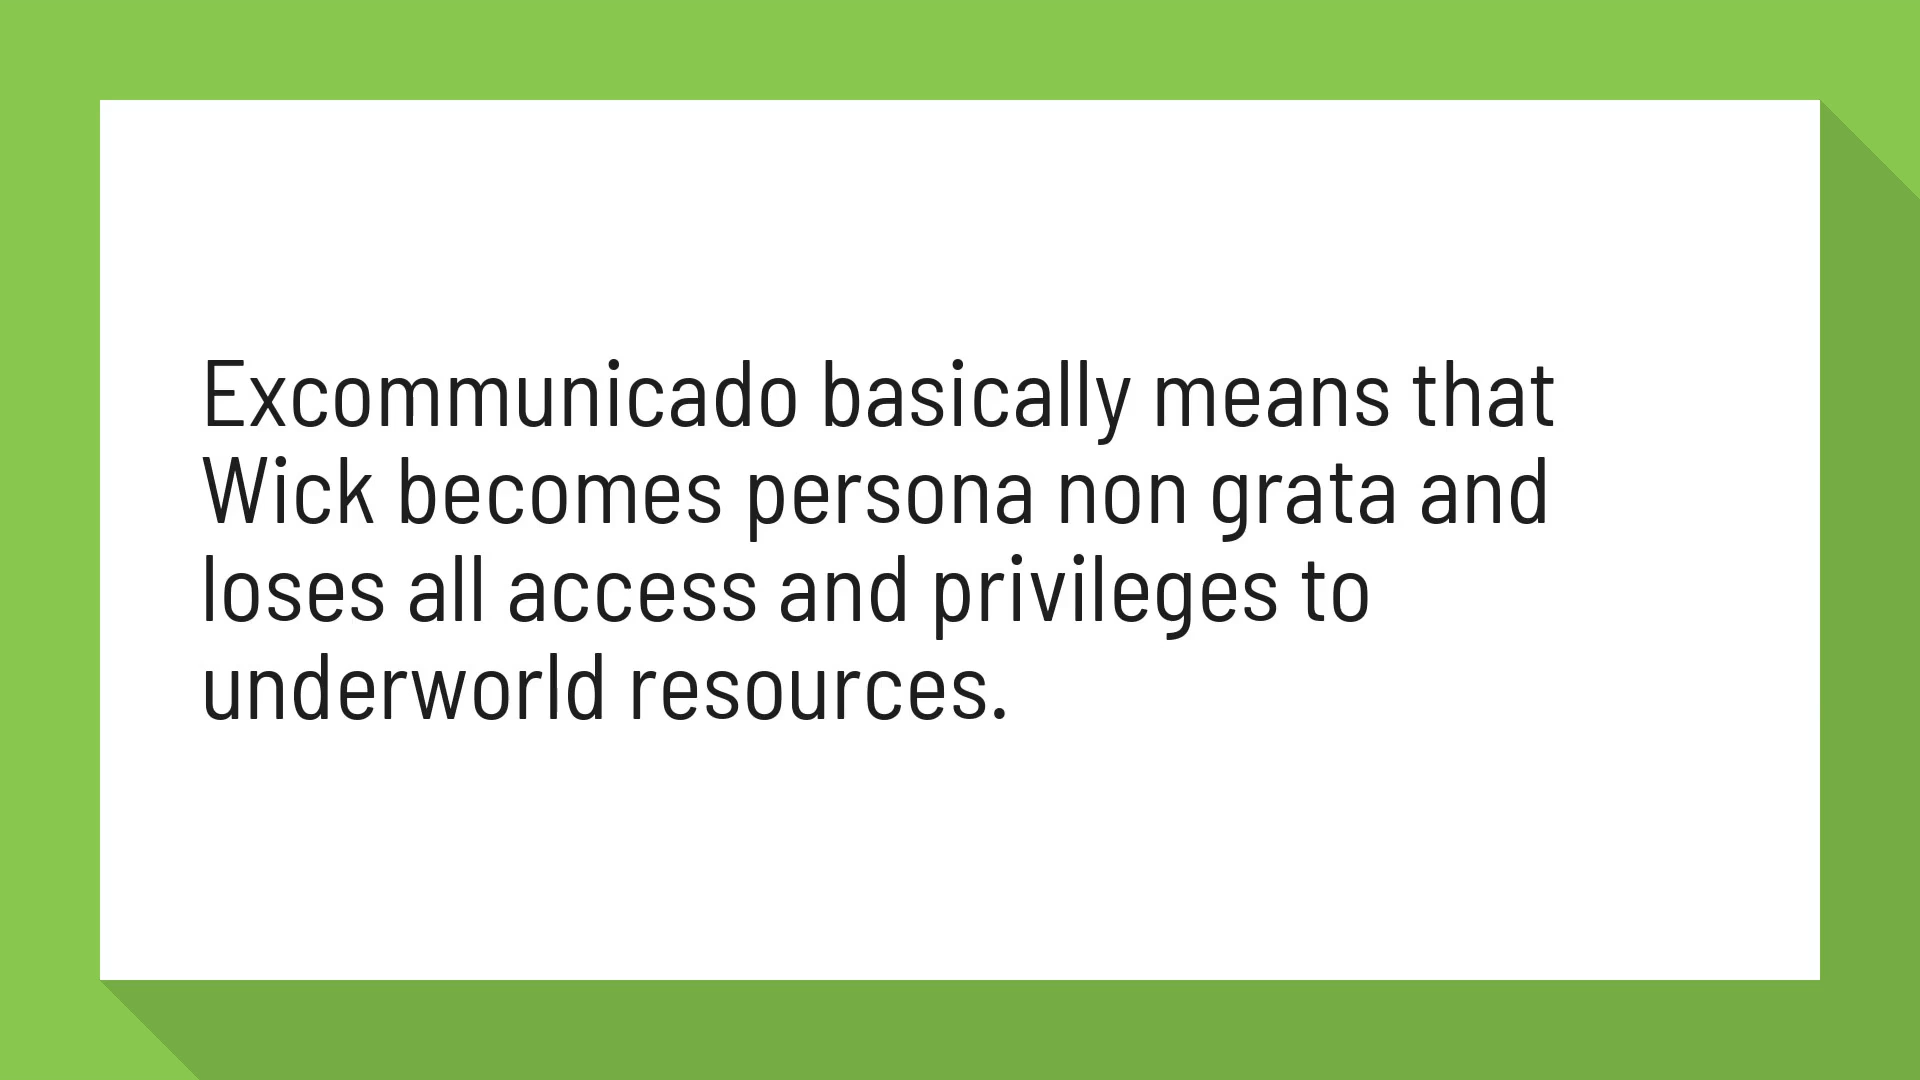 Excommunicado basically means that
Wick becomes persona non grata and
loses all access and privileges to
underworld resources.